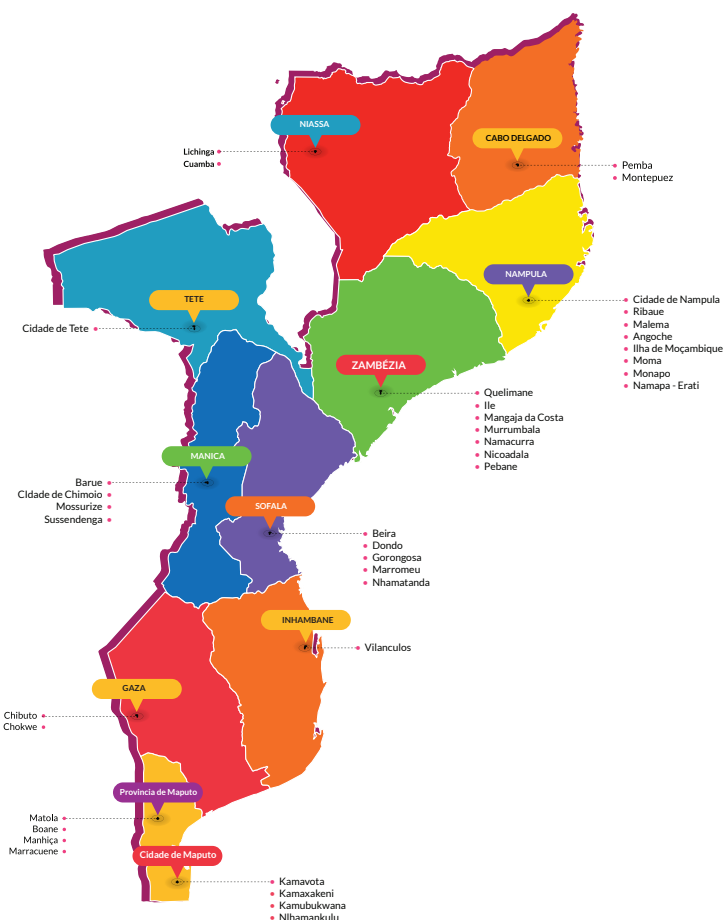 NIASSA
Lichinga
Cuamba
CABO DELGADO
Pemba
Montepuez
TETE
Cidade de Tete
NAMPULA
Cidade de Nampula
Ribaue
Malema
Angoche
Ilha de Moçambique
Moma
Monapo
Namapa - Erati
ZAMBÉZIA
Quelimane
Ile
Mangaja da Costa
Murrumbala
Namacurra
Nicoadala
Pebane
MANICA
Barue
CIdade de Chimoio
Mossurize
Sussendenga
SOFALA
Beira
Dondo
Gorongosa
Marromeu
Nhamatanda
INHAMBANE
Vilanculos
GAZA
Chibuto
Chokwe
Provincia de Maputo
Matola
Boane
Manhiça
Marracuene
Cidade de Maputo
Kamavota
Kamaxakeni
Kamubukwana
Nlhamankulu